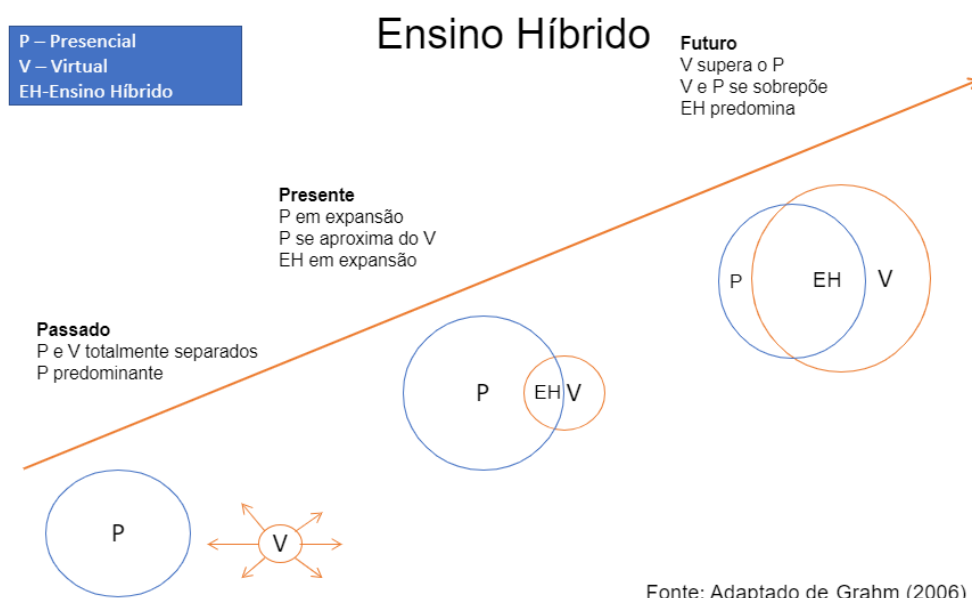 Ensino Híbrido
P – Presencial
V – Virtual
EH-Ensino Híbrido
Futuro
V supera o P
V e P se sobrepõe
EH predomina
Presente
P em expansão
P se aproxima do V
EH em expansão
Passado
P e V totalmente separados
P predominante
P
EH
V
P
EH
V
P
V
Fonte: Adaptado de Grahm (2006)